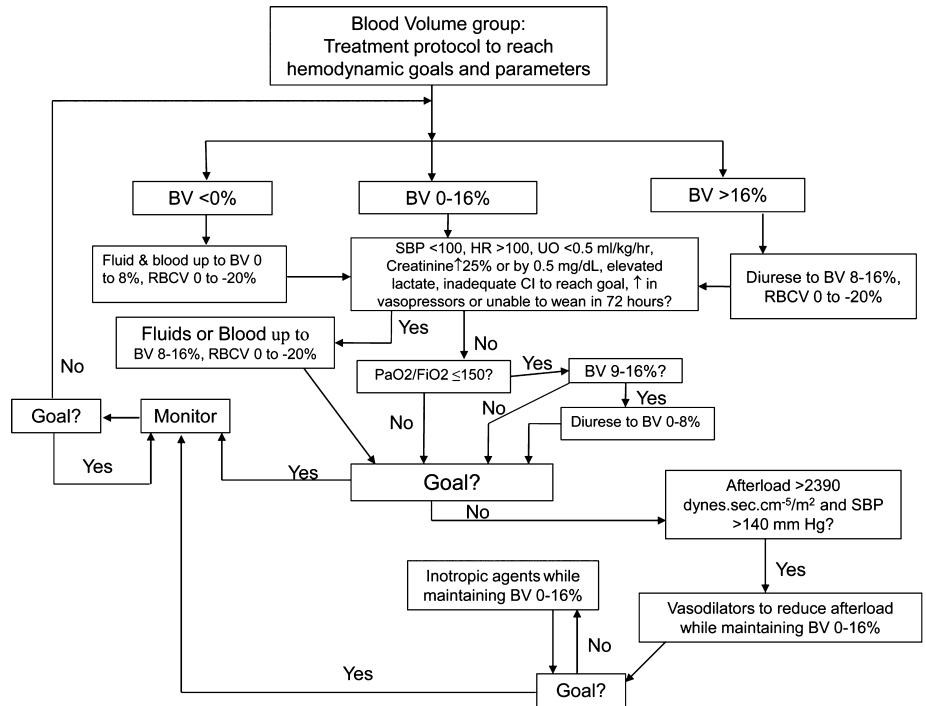 Blood Volume group:
Treatment protocol to reach
hemodynamic goals and parameters
BV <0%
BV 0-16%
BV >16%
Fluid & blood up to BV 0
to 8%, RBCV 0 to -20%
SBP <100, HR >100, UO <0.5 ml/kg/hr,
Creatinine↑25% or by 0.5 mg/dL, elevated
lactate, inadequate CI to reach goal, ↑ in
vasopressors or unable to wean in 72 hours?
Diurese to BV 8-16%,
RBCV 0 to -20%
Yes
No
Fluids or Blood up to
BV 8-16%, RBCV 0 to -20%
No
PaO2/FiO2 ≤150?
Yes
BV 9-16%?
No
No
Yes
Diurese to BV 0-8%
Goal?
Monitor
Yes
Yes
Goal?
No
Afterload >2390
dynes.sec.cm-5/m2 and SBP
>140 mm Hg?
Yes
Inotropic agents while
maintaining BV 0-16%
Vasodilators to reduce afterload
while maintaining BV 0-16%
No
Yes
Goal?